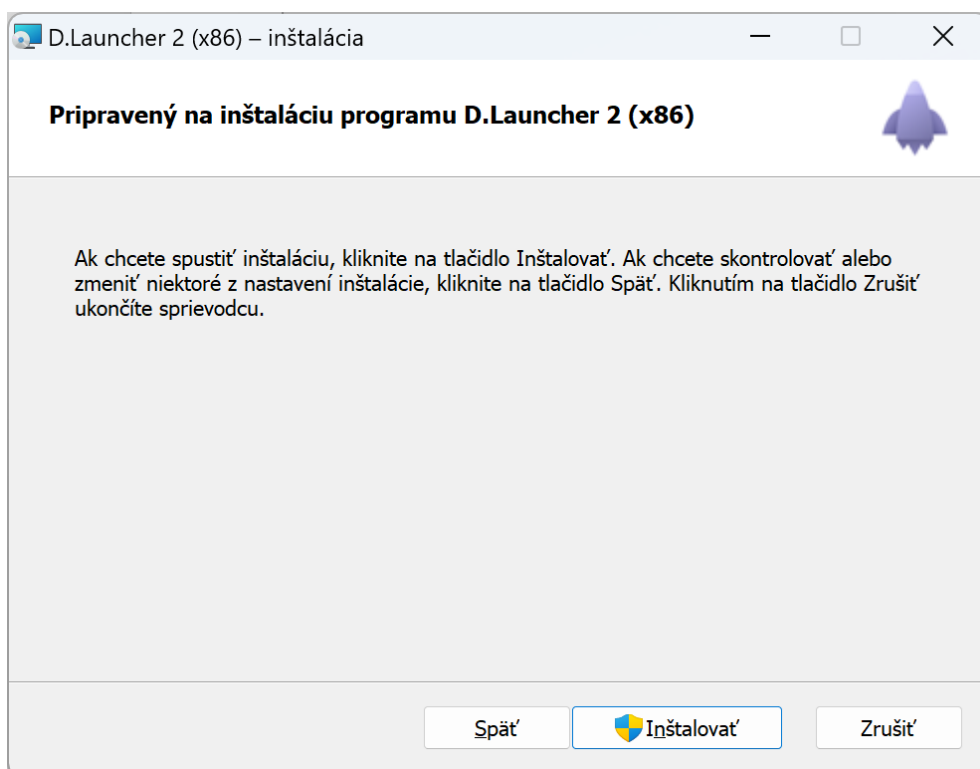 D.Launcher 2 (x86) – inštalácia
Pripravený na inštaláciu programu D.Launcher 2 (x86)
Ak chcete spustiť inštaláciu, kliknite na tlačidlo Inštalovať. Ak chcete skontrolovať alebo
zmeniť niektoré z nastavení inštalácie, kliknite na tlačidlo Späť. Kliknutím na tlačidlo Zrušiť
ukončíte sprievodcu.
Späť
Inštalovať
Zrušiť